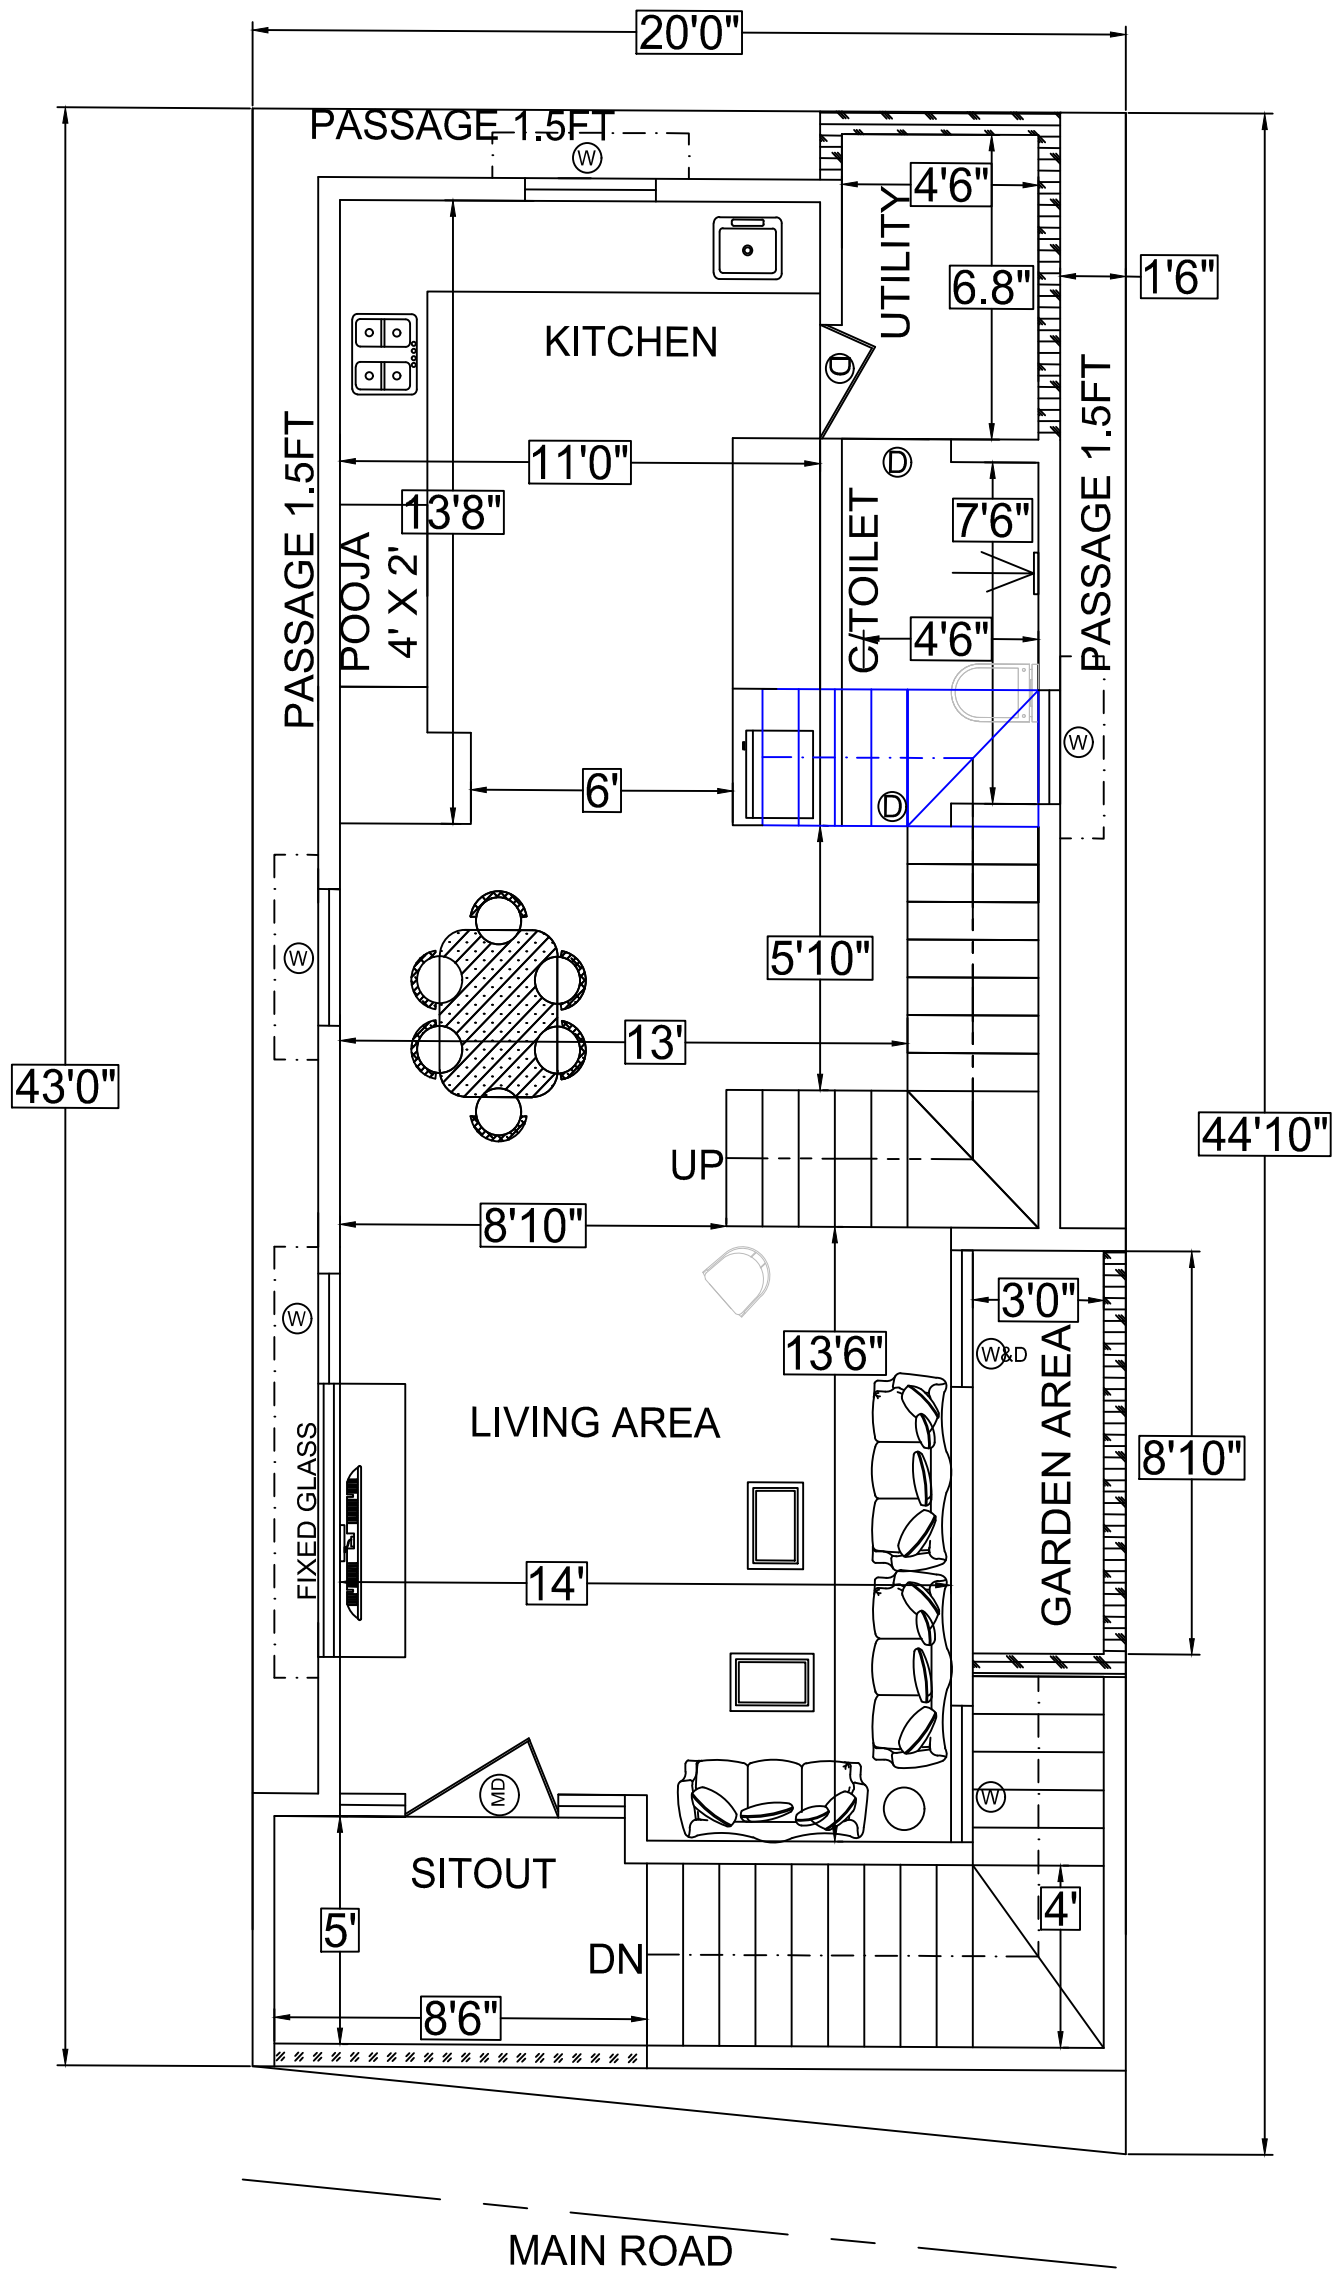 20'0"
PASSAGE 1.5FT
W
4'6"
UTILITY
6.8"
1'6"
KITCHEN
D
PASSAGE 1.5FT
11'0"
13'8"
D
POOJA
4' X 2'
C/TOILET
7'6"
4'6"
PASSAGE 1.5FT
PASSAGE 1.5FT
W
6'
D
W
5'10"
13'
43'0"
44'10"
UP
8'10"
W
3'0"
13'6"
W&D
LIVING AREA
GARDEN AREA
8'10"
FIXED GLASS
14'
MD
W
SITOUT
5'
4'
DN
8'6"
MAIN ROAD